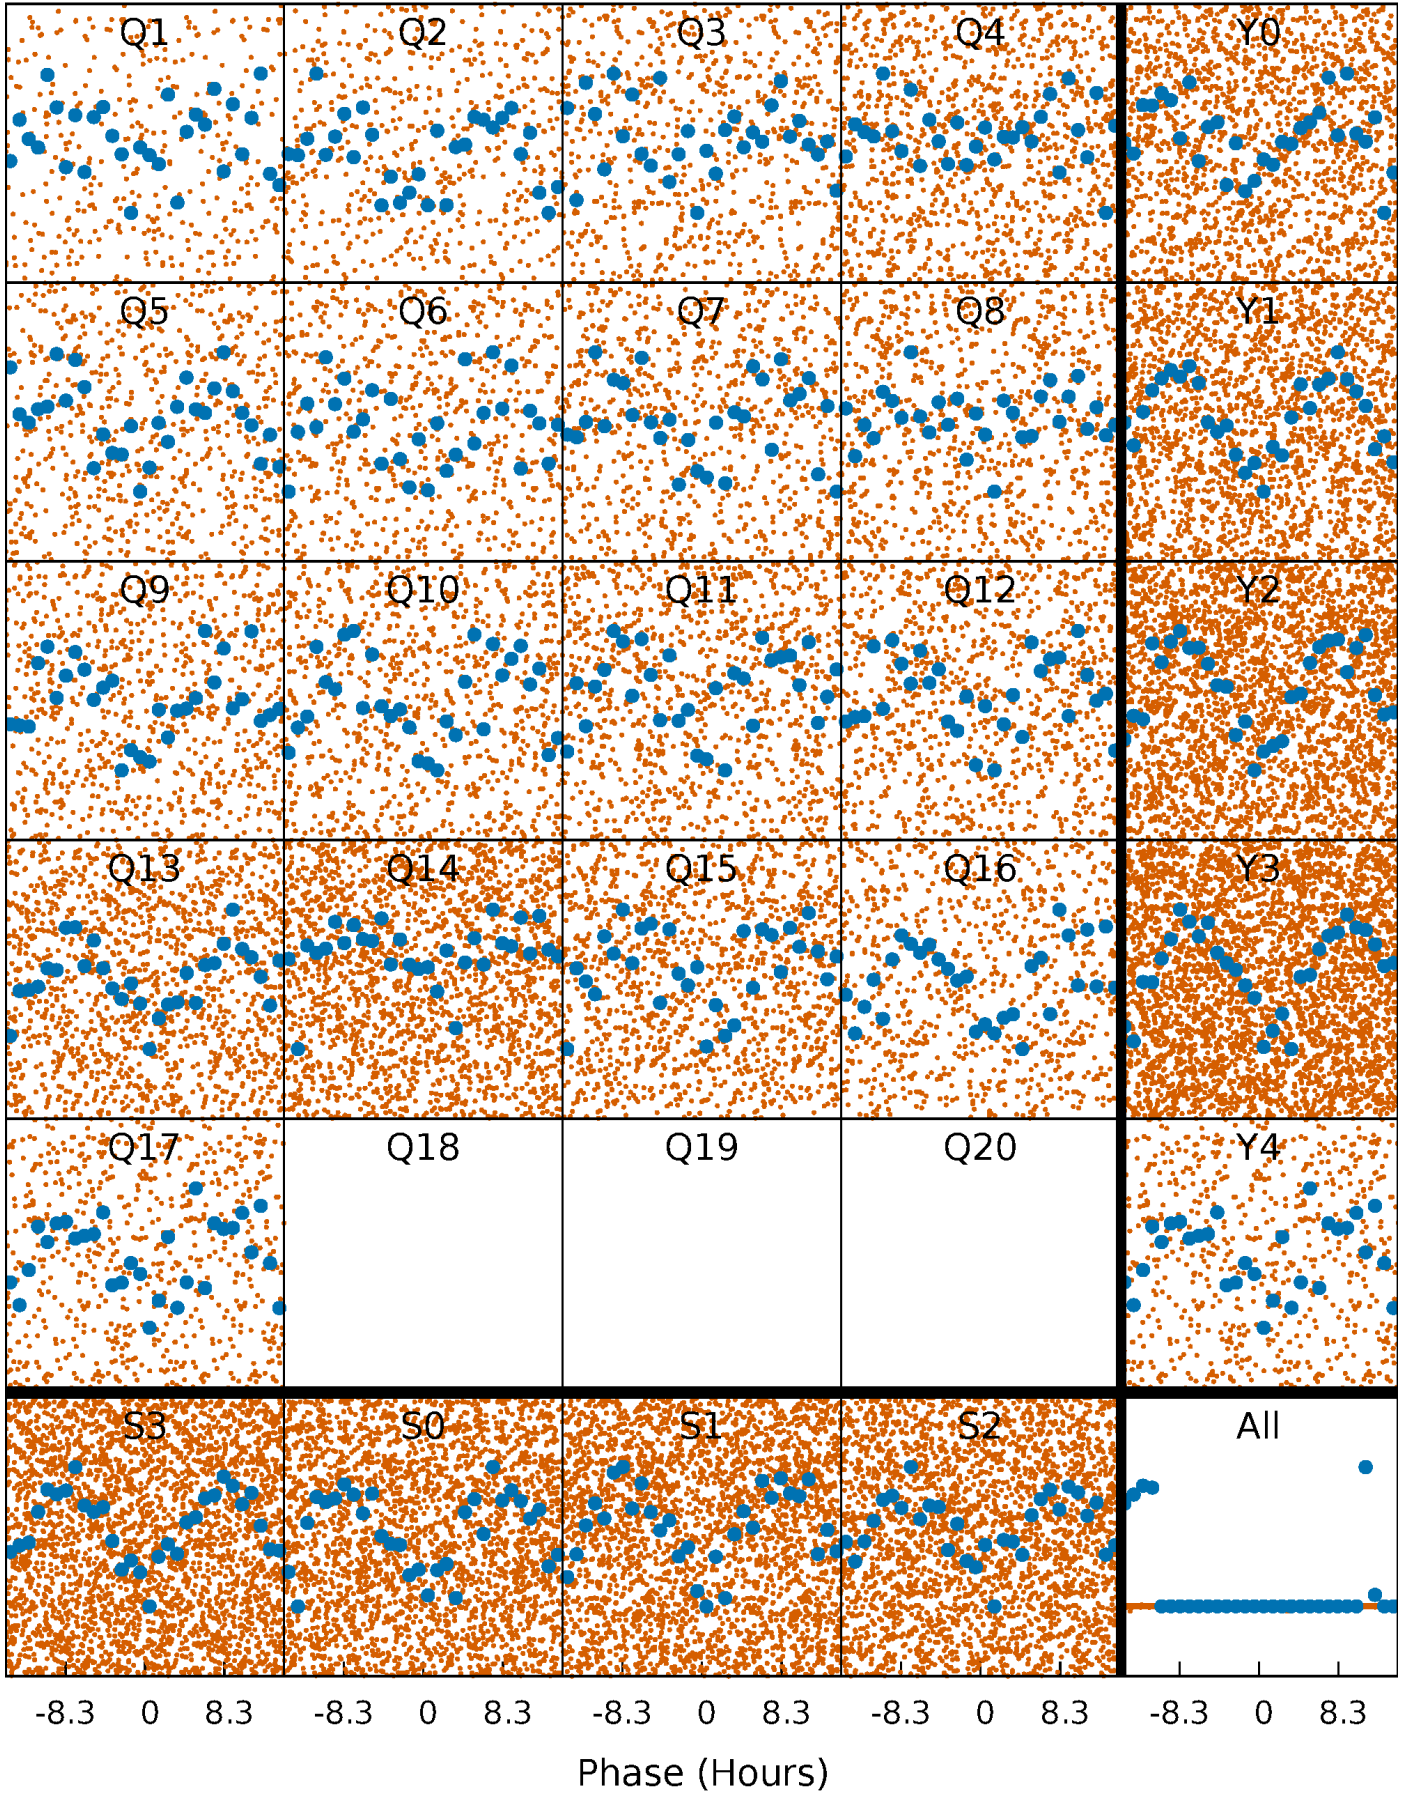 Q1 Q2 Q3 Q4 Y0
Q5 Q6 Q7 Q8 Y1
Q9 Q10 Q11 Q12 Y2
Q13 Q14 Q15 Q16 Y3
Q17 Q18 Q19 Q20 Y4
S3 S0 S1 S2 All
-8.3 0 8.3 -8.3 0 8.3 -8.3 0 8.3 -8.3 0 8.3 -8.3 0 8.3
Phase (Hours)